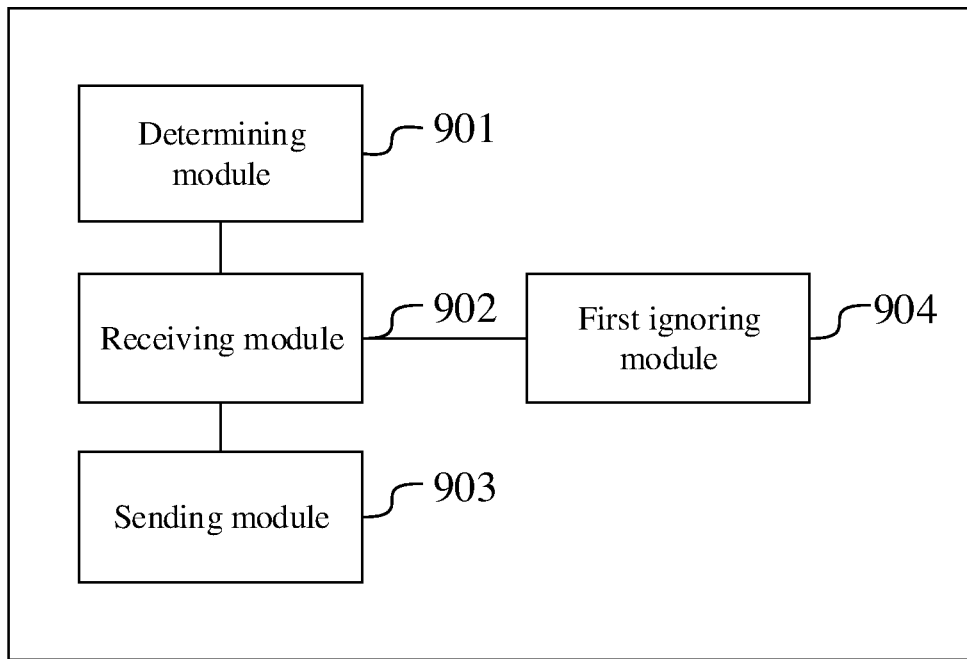 Determining
module
901
Receiving module
902
First ignoring
module
904
Sending module
903